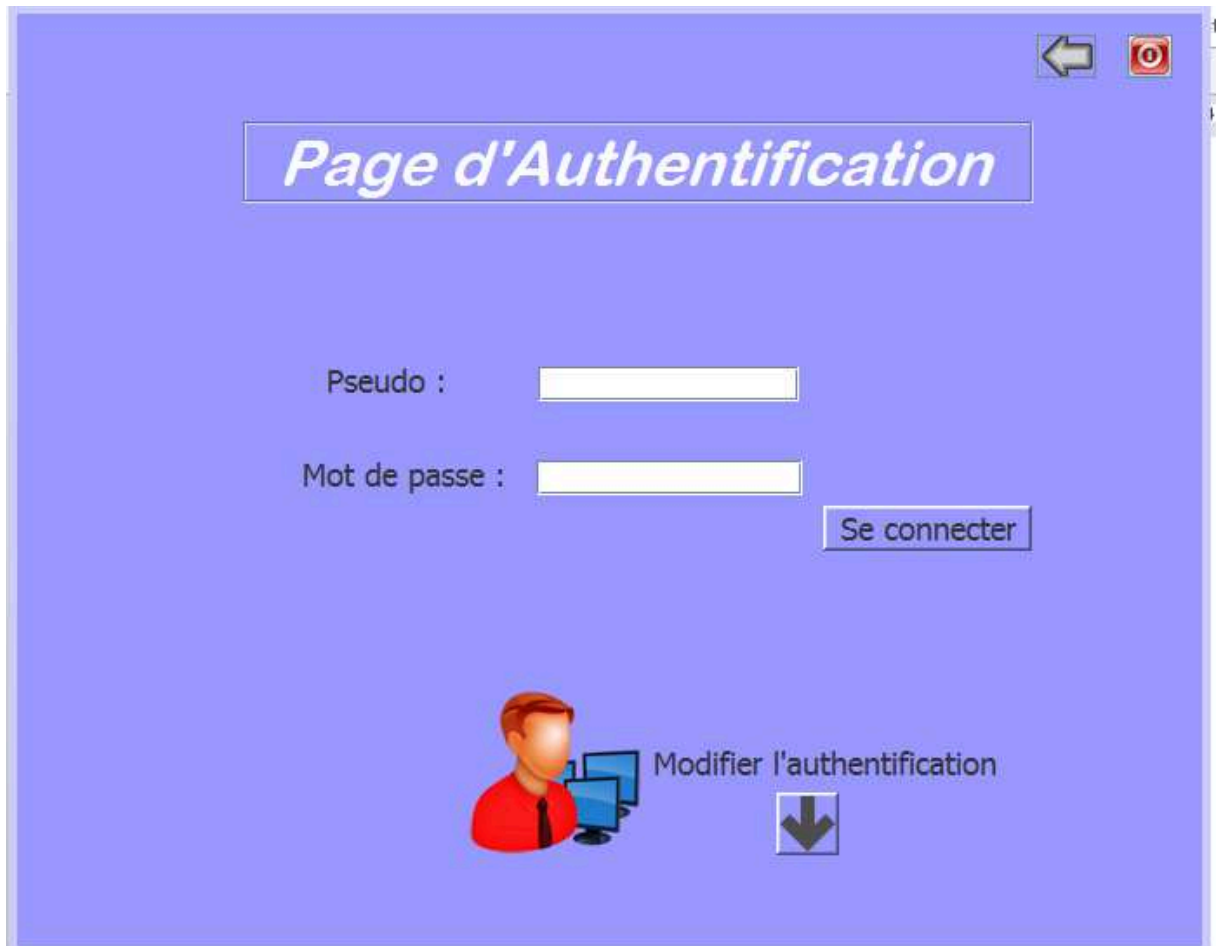 Page d'Authentification
Pseudo :
Mot de passe :
Se connecter
Modifier l'authentification